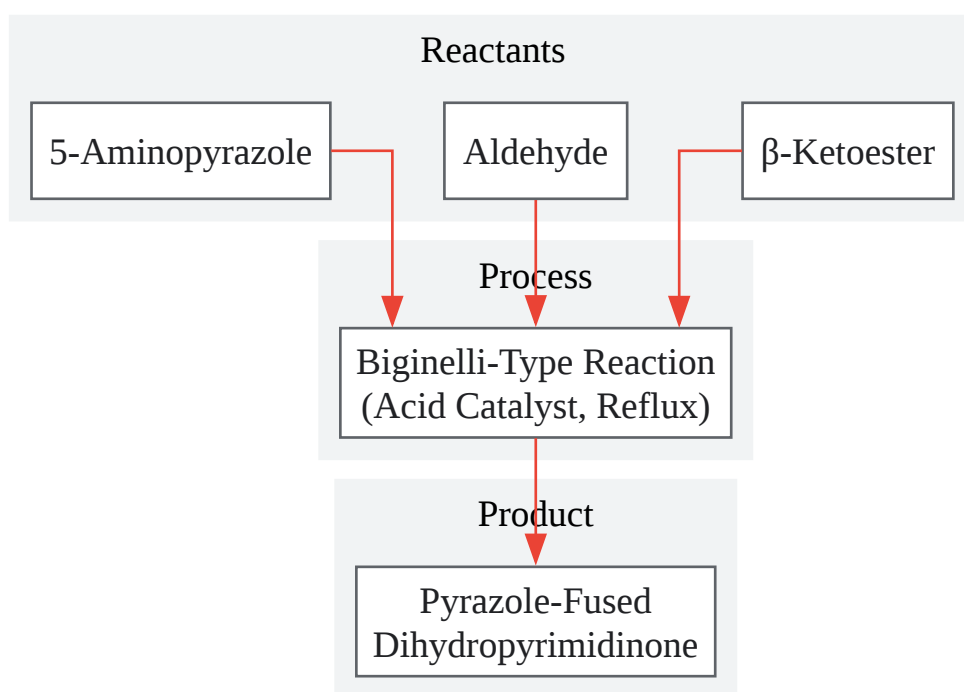 Reactants
5-Aminopyrazole
Aldehyde
β-Ketoester
Process
Biginelli-Type Reaction
(Acid Catalyst, Reflux)
Product
Pyrazole-Fused
Dihydropyrimidinone